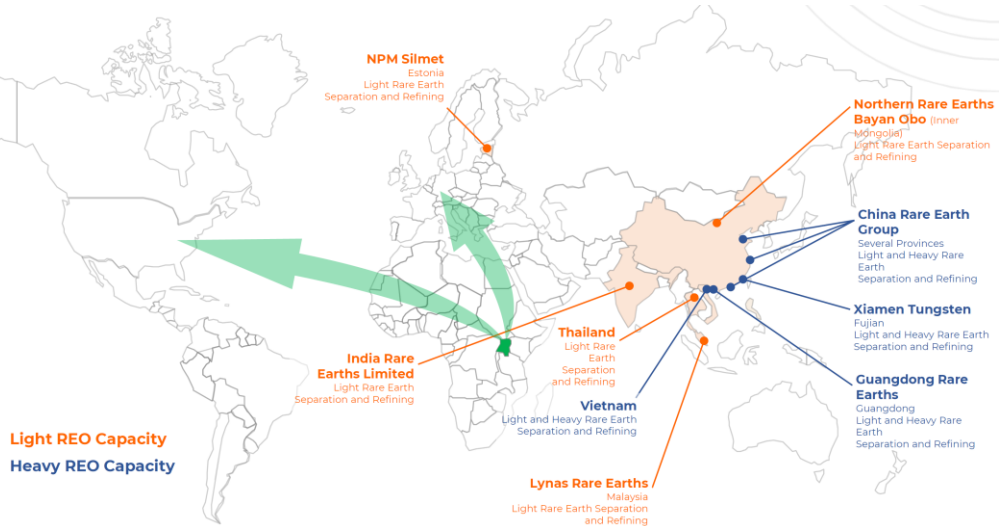 NPM Silmet
Estonia
Light Rare Earth
Separation and Refining
Northern Rare Earths
Bayan Obo (Inner
Mongolia)
Light Rare Earth Separation
and Refining
China Rare Earth
Group
Several Provinces
Light and Heavy Rare
Earth
Separation and Refining
Xiamen Tungsten
Fujian
Light and Heavy Rare Earth
Separation and Refining
Thailand
Light Rare
Earth
Separation
and Refining
India Rare
Earths Limited
Light Rare Earth
Separation and Refining
Guangdong Rare
Earths
Guangdong
Light and Heavy Rare
Earth
Separation and Refining
Vietnam
Light and Heavy Rare Earth
Separation and Refining
Light REO Capacity
Heavy REO Capacity
Lynas Rare Earths
Malaysia
Light Rare Earth Separation
and Refining